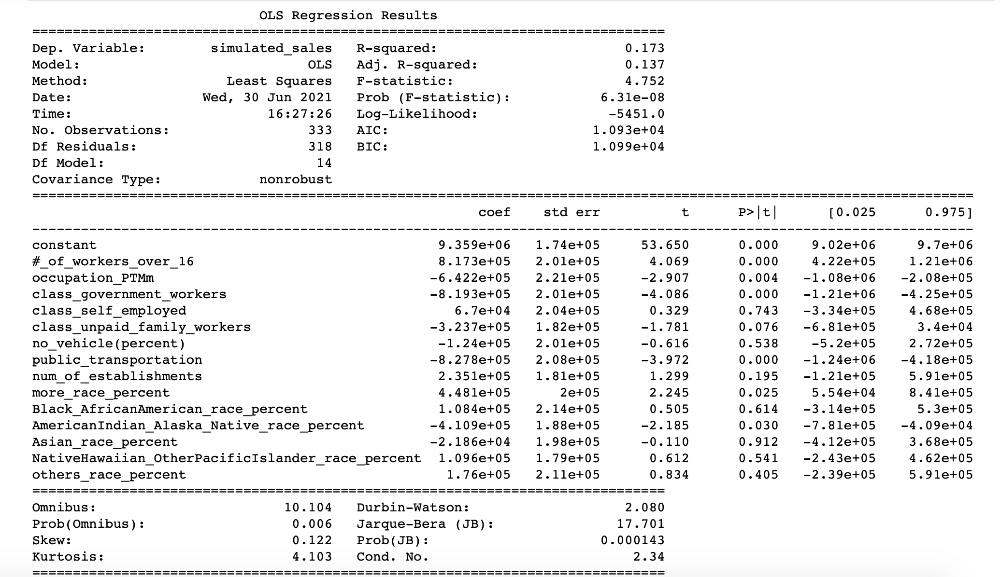 OLS Regression Results
==============================================================================
Dep. Variable: simulated_sales R-squared: 0.173
Model: OLS Adj. R-squared: 0.137
Method: Least Squares F-statistic: 4.752
Date: Wed, 30 Jun 2021 Prob (F-statistic): 6.31e-08
Time: 16:27:26 Log-Likelihood: -5451.0
No. Observations: 333 AIC: 1.093e+04
Df Residuals: 318 BIC: 1.099e+04
Df Model: 14
Covariance Type: nonrobust
====================================================================================================================
coef std err t P>|t| [0.025 0.975]
--------------------------------------------------------------------------------------------------------------------
constant 9.359e+06 1.74e+05 53.650 0.000 9.02e+06 9.7e+06
#_of_workers_over_16 8.173e+05 2.01e+05 4.069 0.000 4.22e+05 1.21e+06
occupation_PTMm -6.422e+05 2.21e+05 -2.907 0.004 -1.08e+06 -2.08e+05
class_government_workers -8.193e+05 2.01e+05 -4.086 0.000 -1.21e+06 -4.25e+05
class_self_employed 6.7e+04 2.04e+05 0.329 0.743 -3.34e+05 4.68e+05
class_unpaid_family_workers -3.237e+05 1.82e+05 -1.781 0.076 -6.81e+05 3.4e+04
no_vehicle(percent) -1.24e+05 2.01e+05 -0.616 0.538 -5.2e+05 2.72e+05
public_transportation -8.278e+05 2.08e+05 -3.972 0.000 -1.24e+06 -4.18e+05
num_of_establishments 2.351e+05 1.81e+05 1.299 0.195 -1.21e+05 5.91e+05
more_race_percent 4.481e+05 2e+05 2.245 0.025 5.54e+04 8.41e+05
Black_AfricanAmerican_race_percent 1.084e+05 2.14e+05 0.505 0.614 -3.14e+05 5.3e+05
AmericanIndian_Alaska_Native_race_percent -4.109e+05 1.88e+05 -2.185 0.030 -7.81e+05 -4.09e+04
Asian_race_percent -2.186e+04 1.98e+05 -0.110 0.912 -4.12e+05 3.68e+05
NativeHawaiian_OtherPacificIslander_race_percent 1.096e+05 1.79e+05 0.612 0.541 -2.43e+05 4.62e+05
others_race_percent 1.76e+05 2.11e+05 0.834 0.405 -2.39e+05 5.91e+05
==============================================================================
Omnibus: 10.104 Durbin-Watson: 2.080
Prob(Omnibus): 0.006 Jarque-Bera (JB): 17.701
Skew: 0.122 Prob(JB): 0.000143
Kurtosis: 4.103 Cond. No. 2.34
==============================================================================